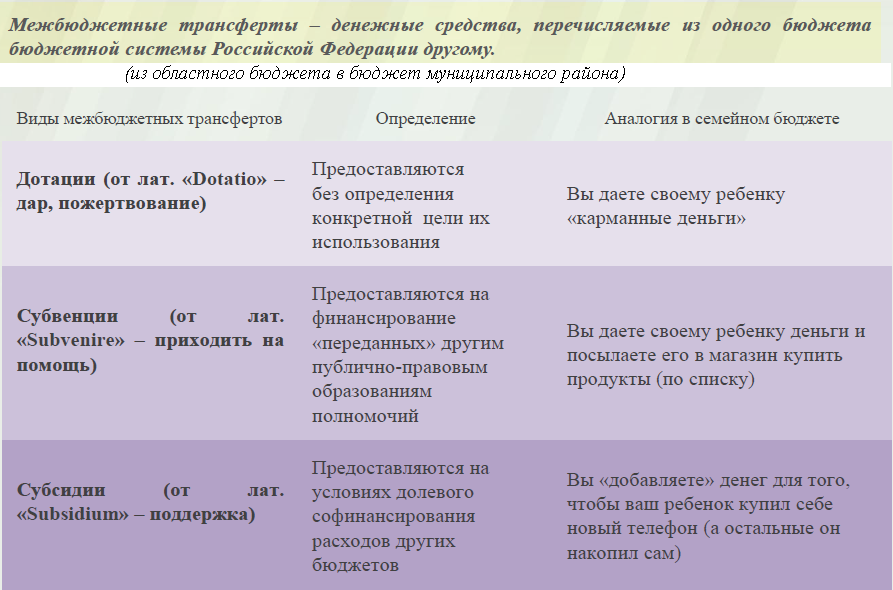 Межбюджетные трансферты – денежные средства, перечисляемые из одного бюджета
бюджетной системы Российской Федерации другому.
(из областного бюджета в бюджет муниципального района)
Виды межбюджетных трансфертов
Определение
Аналогия в семейном бюджете
Дотации (от лат. «Dotatio» –
дар, пожертвование)
Предоставляются
без определения
конкретной цели их
использования
Вы даете своему ребенку
«карманные деньги»
Субвенции (от лат.
«Subvenire» – приходить на
помощь)
Предоставляются на
финансирование
«переданных» другим
публично-правовым
образованиям
полномочий
Вы даете своему ребенку деньги и
посылаете его в магазин купить
продукты (по списку)
Субсидии (от лат.
«Subsidium» – поддержка)
Предоставляются на
условиях долевого
софинансирования
расходов других
бюджетов
Вы «добавляете» денег для того,
чтобы ваш ребенок купил себе
новый телефон (а остальные он
накопил сам)